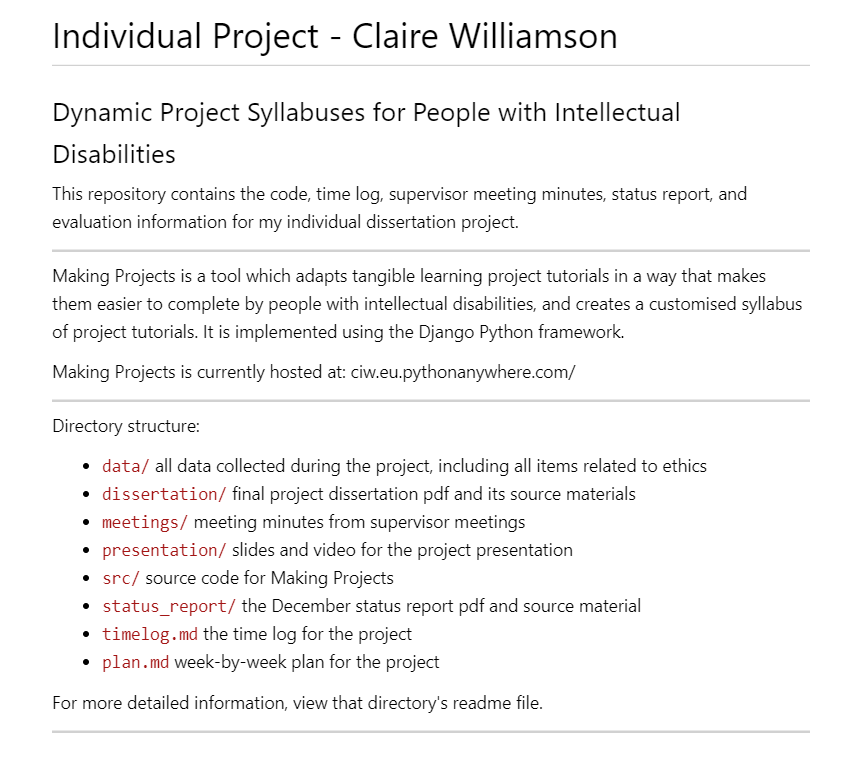 Individual Project - Claire Williamson
Dynamic Project Syllabuses for People with Intellectual
Disabilities
This repository contains the code, time log, supervisor meeting minutes, status report, and
evaluation information for my individual dissertation project.
Making Projects is a tool which adapts tangible learning project tutorials in a way that makes
them easier to complete by people with intellectual disabilities, and creates a customised syllabus
of project tutorials. It is implemented using the Django Python framework.
Making Projects is currently hosted at: ciw.eu.pythonanywhere.com/
Directory structure:
• data/ all data collected during the project, including all items related to ethics
• dissertation/ final project dissertation pdf and its source materials
• meetings/ meeting minutes from supervisor meetings
• presentation/ slides and video for the project presentation
• src/ source code for Making Projects
• status_report/ the December status report pdf and source material
• timelog.md the time log for the project
• plan.md week-by-week plan for the project
For more detailed information, view that directory's readme file.